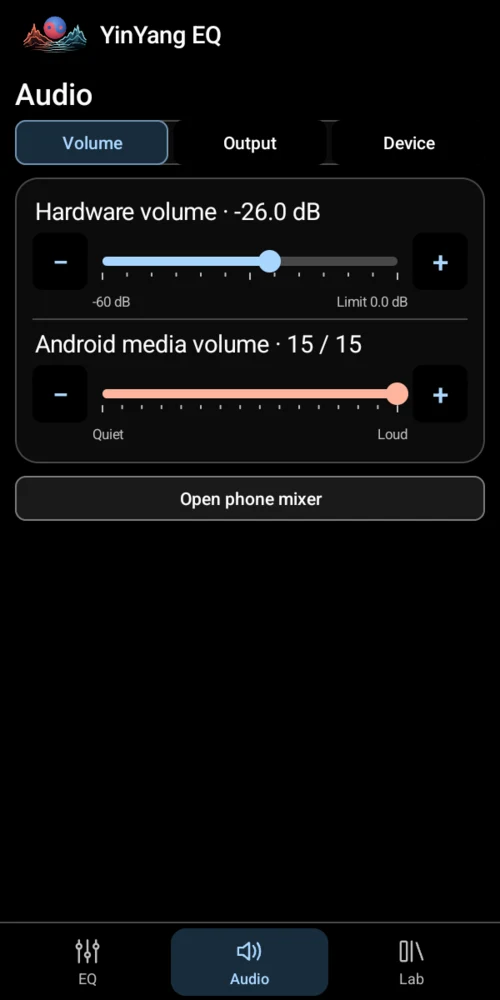 YinYang EQ
Audio
Volume Output Device
Hardware volume · -26.0 dB
− +
-60 dB Limit 0.0 dB
Android media volume · 15 / 15
− +
Quiet Loud
Open phone mixer
EQ Audio Lab